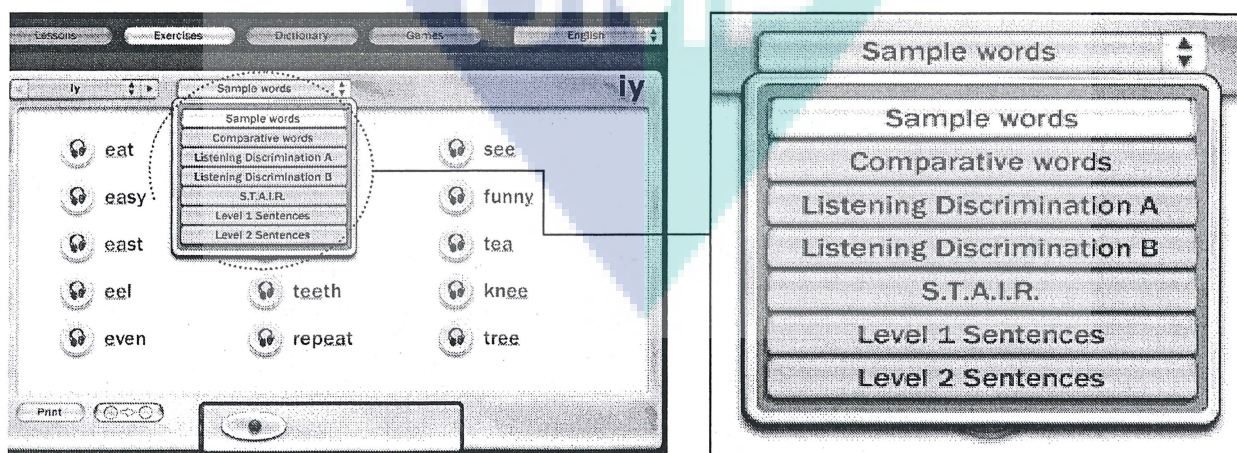 Lessons Exercises Dictionary Games English
iy Sample words iy
Sample words
Comparative words
Listening Discrimination A
Listening Discrimination B
S.T.A.I.R.
Level 1 Sentences
Level 2 Sentences
eat
easy
east
eel
even
teeth
repeat
see
funny
tea
knee
tree
Print
Sample words
Sample words
Comparative words
Listening Discrimination A
Listening Discrimination B
S.T.A.I.R.
Level 1 Sentences
Level 2 Sentences